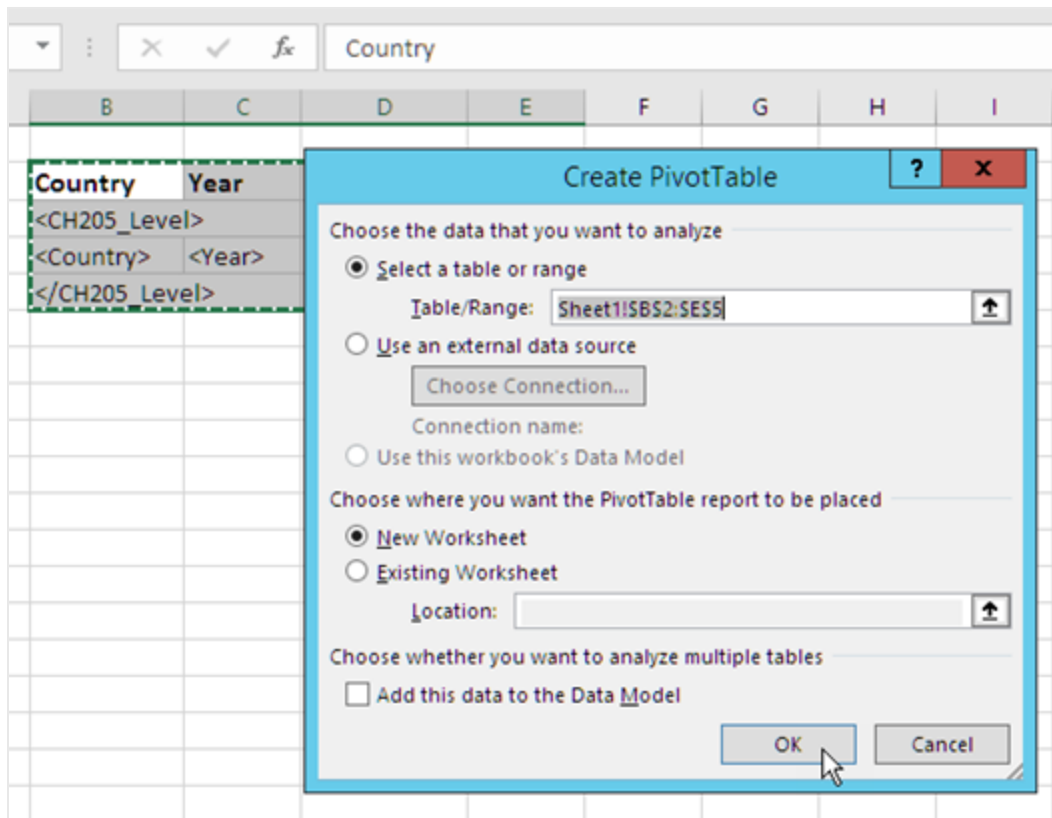 fx Country
B C D E F G H I
Country Year
<CH205_Level>
<Country> <Year>
</CH205_Level>
Create PivotTable ? x
Choose the data that you want to analyze
Select a table or range
Table/Range: Sheet1!$B$2:$E$5
Use an external data source
Choose Connection...
Connection name:
Use this workbook's Data Model
Choose where you want the PivotTable report to be placed
New Worksheet
Existing Worksheet
Location:
Choose whether you want to analyze multiple tables
Add this data to the Data Model
OK Cancel